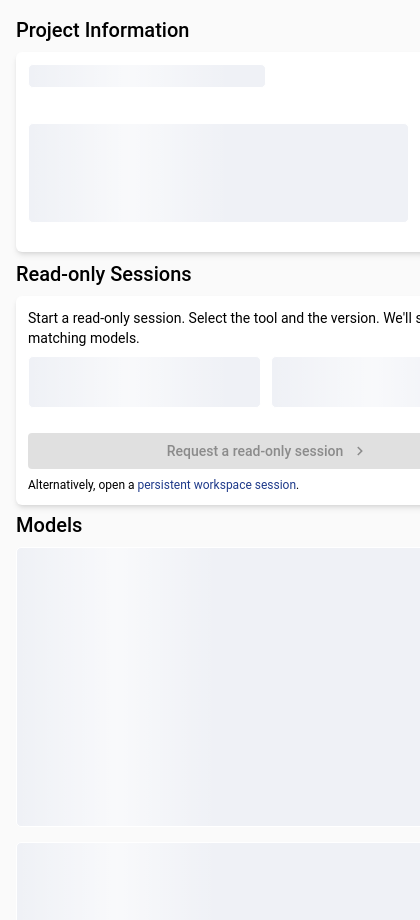 Project Information
Read-only Sessions
Start a read-only session. Select the tool and the version. We'll
matching models.
Request a read-only session
Alternatively, open a persistent workspace session.
Models